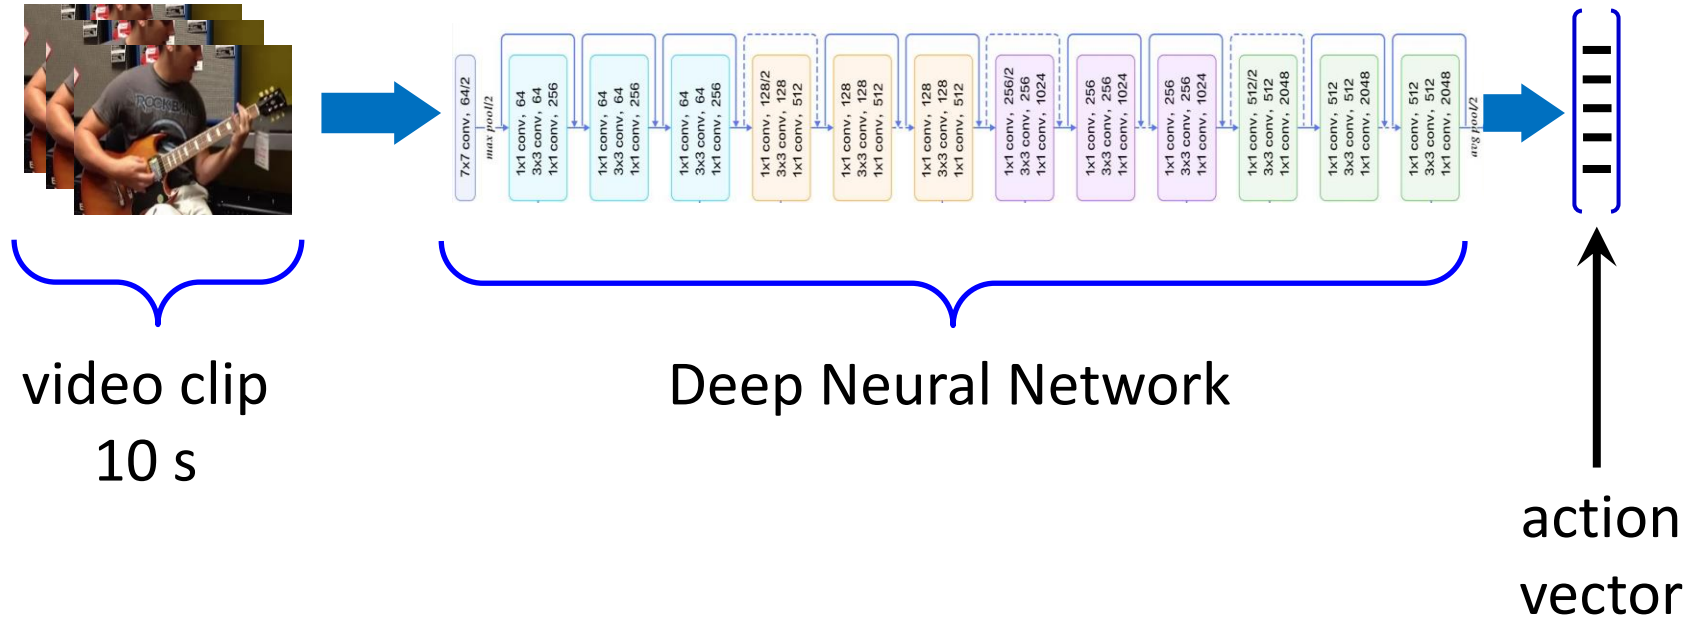 ROCK BAND
7x7 conv, 64/2
max pool/2
1x1 conv, 64
3x3 conv, 64
1x1 conv, 256
1x1 conv, 64
3x3 conv, 64
1x1 conv, 256
1x1 conv, 64
3x3 conv, 64
1x1 conv, 256
1x1 conv, 128/2
3x3 conv, 128
1x1 conv, 512
1x1 conv, 128
3x3 conv, 128
1x1 conv, 512
1x1 conv, 128
3x3 conv, 128
1x1 conv, 512
1x1 conv, 256/2
3x3 conv, 256
1x1 conv, 1024
1x1 conv, 256
3x3 conv, 256
1x1 conv, 1024
1x1 conv, 256
3x3 conv, 256
1x1 conv, 1024
1x1 conv, 512/2
3x3 conv, 512
1x1 conv, 2048
1x1 conv, 512
3x3 conv, 512
1x1 conv, 2048
1x1 conv, 512
3x3 conv, 512
1x1 conv, 2048
avg pool/2
video clip
10 s
Deep Neural Network
action
vector